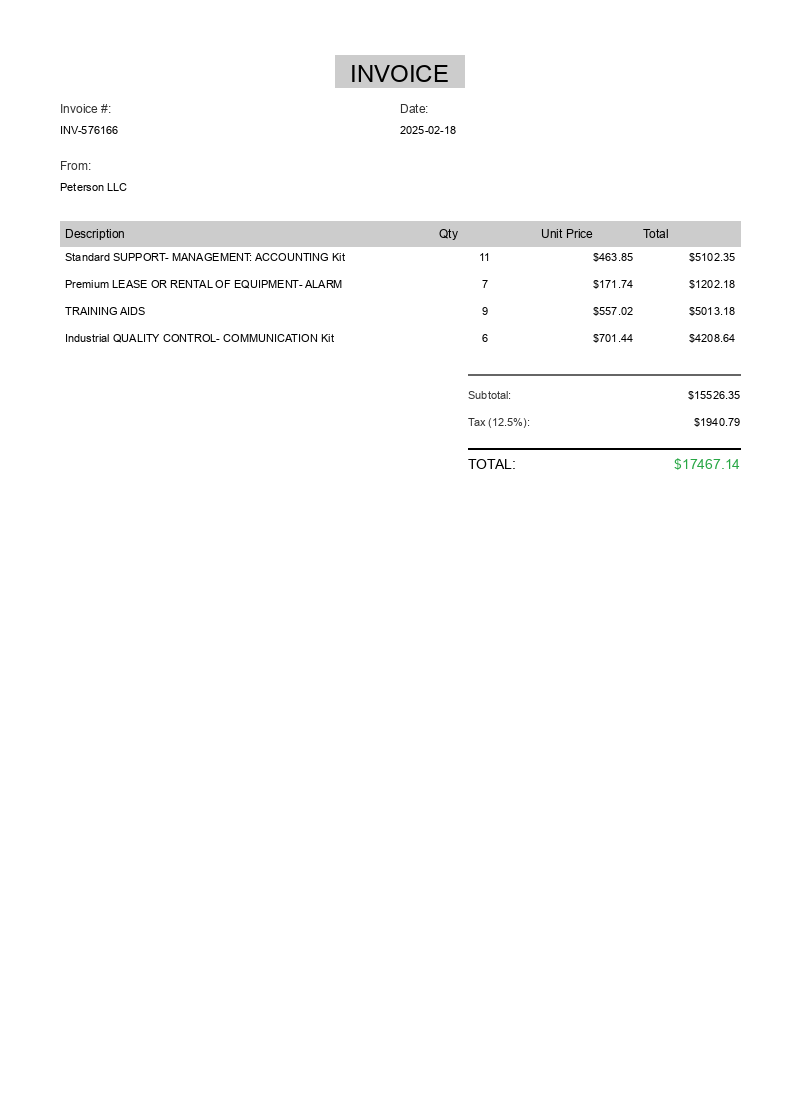 INVOICE
Invoice #: Date:
INV-576166 2025-02-18
From:
Peterson LLC
Description Qty Unit Price Total
Standard SUPPORT- MANAGEMENT: ACCOUNTING Kit 11 $463.85 $5102.35
Premium LEASE OR RENTAL OF EQUIPMENT- ALARM 7 $171.74 $1202.18
TRAINING AIDS 9 $557.02 $5013.18
Industrial QUALITY CONTROL- COMMUNICATION Kit 6 $701.44 $4208.64
Subtotal: $15526.35
Tax (12.5%): $1940.79
TOTAL: $17467.14